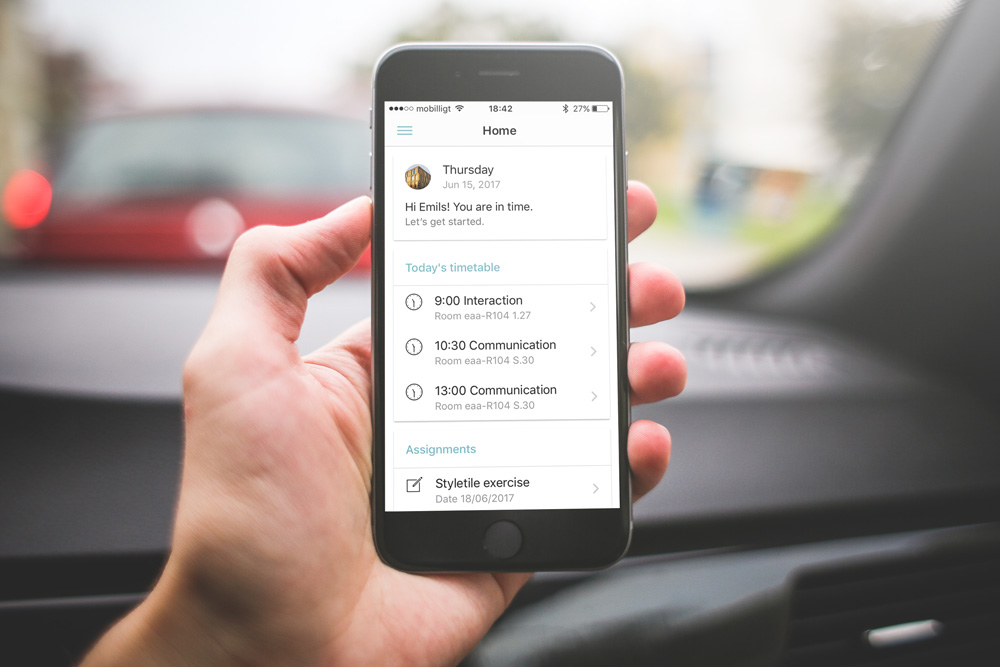 mobilligt 18:42 27%
Home
Thursday
Jun 15, 2017
Hi Emils! You are in time.
Let's get started.
Today's timetable
9:00 Interaction
Room eaa-R104 1.27
10:30 Communication
Room eaa-R104 S.30
13:00 Communication
Room eaa-R104 S.30
Assignments
Styletile exercise
Date 18/06/2017